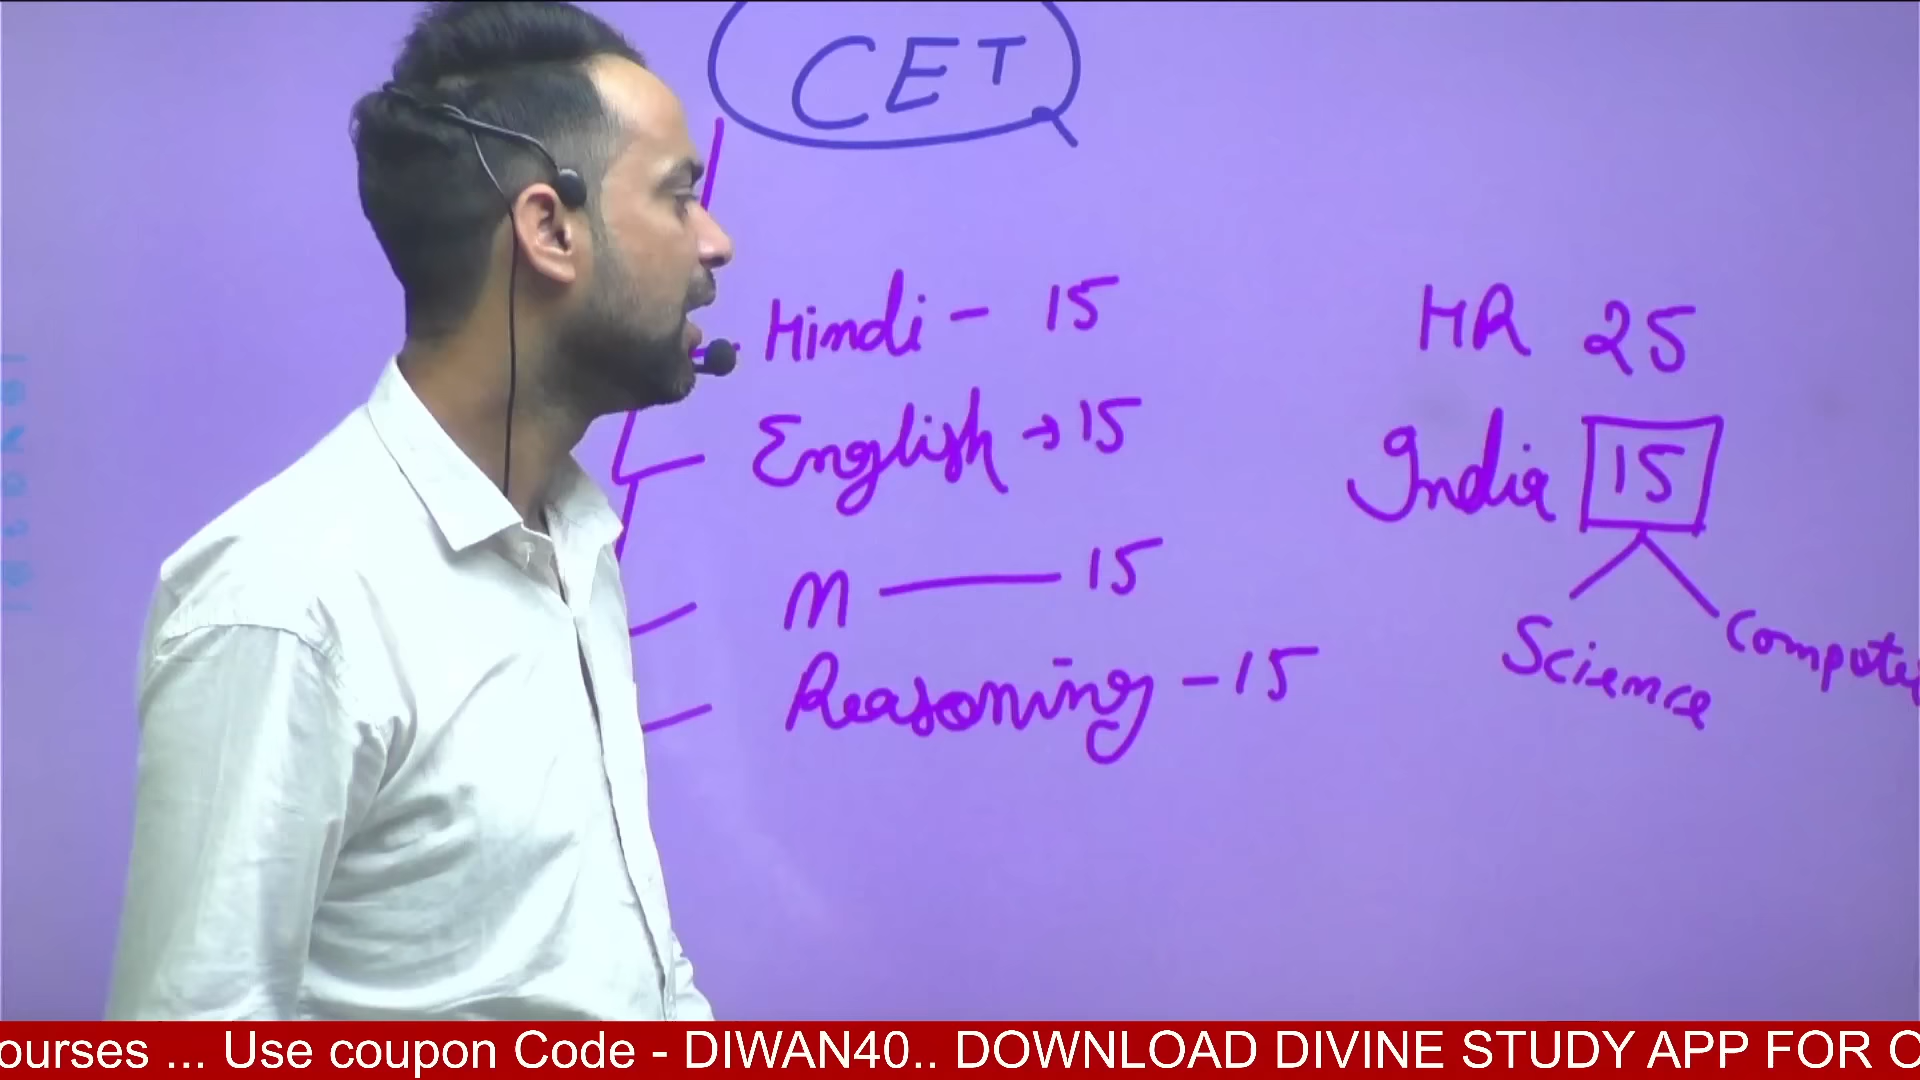 CET
Hindi - 15
English → 15
M — 15
Reasoning - 15
HR 25
India 15
Science
Compute
ourses ... Use coupon Code - DIWAN40.. DOWNLOAD DIVINE STUDY APP FOR